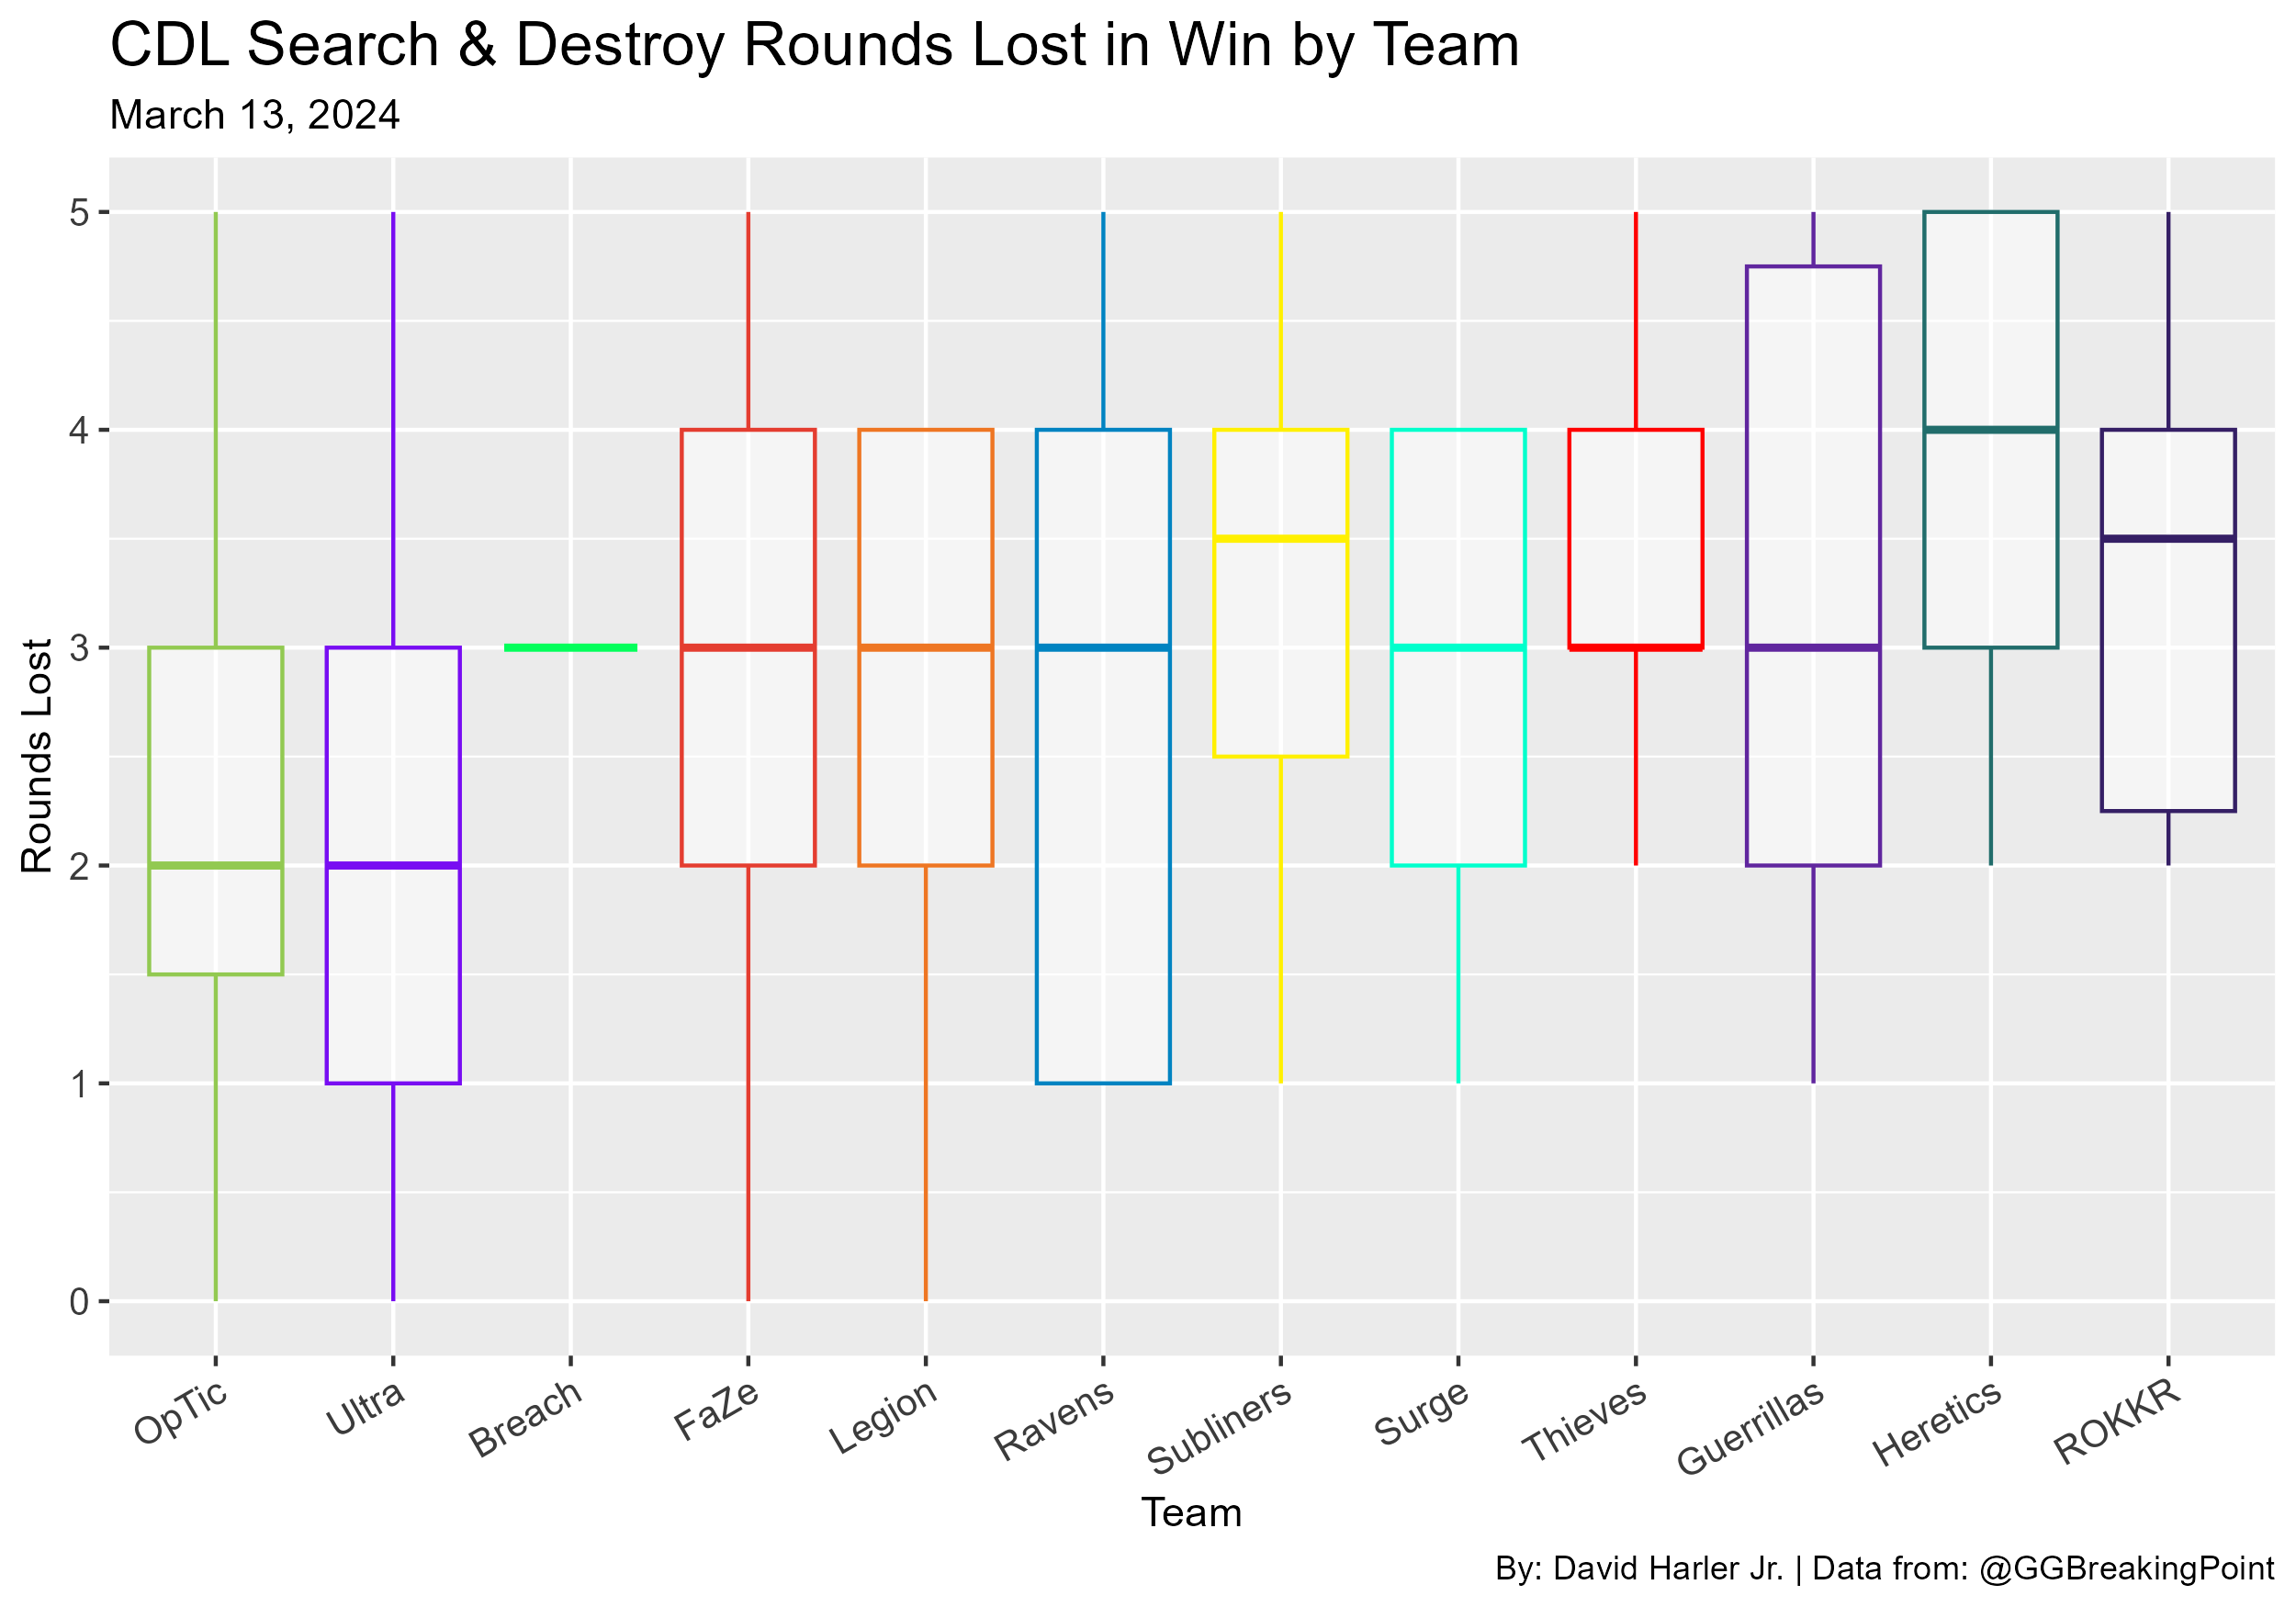 CDL Search & Destroy Rounds Lost in Win by Team
March 13, 2024
Rounds Lost
5
4
3
2
1
0
OpTic
Ultra
Breach
FaZe
Legion
Ravens
Subliners
Surge
Thieves
Guerrillas
Heretics
ROKKR
Team
By: David Harler Jr. | Data from: @GGBreakingPoint